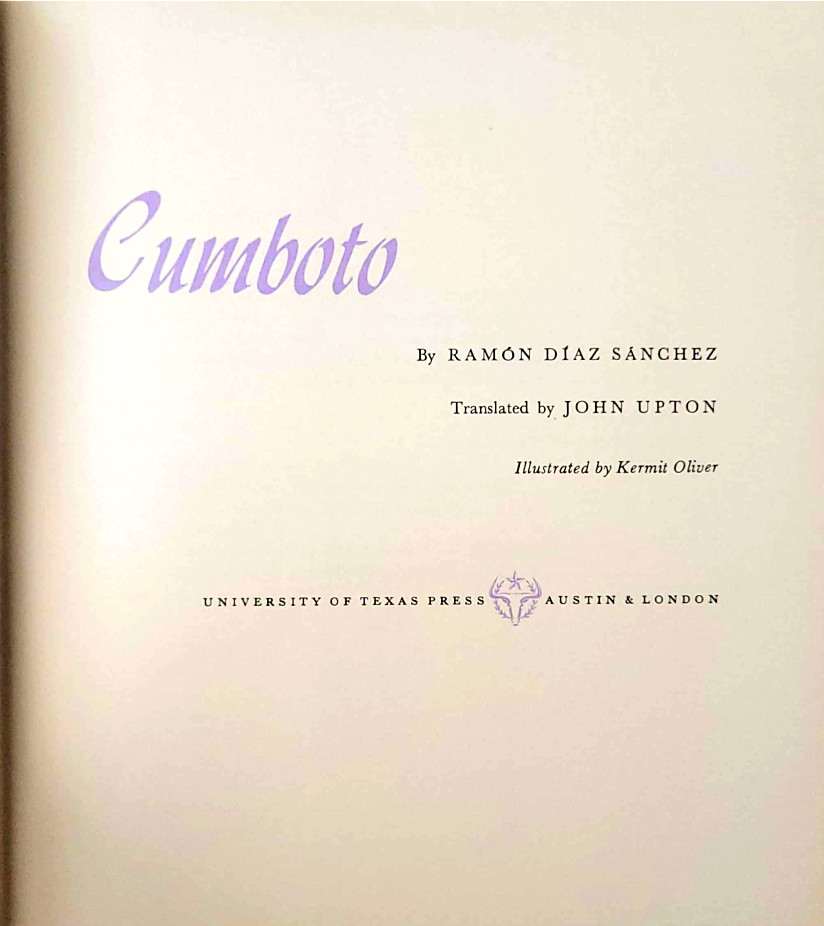 Cumboto
By RAMÓN DÍAZ SÁNCHEZ
Translated by JOHN UPTON
Illustrated by Kermit Oliver
UNIVERSITY OF TEXAS PRESS AUSTIN & LONDON